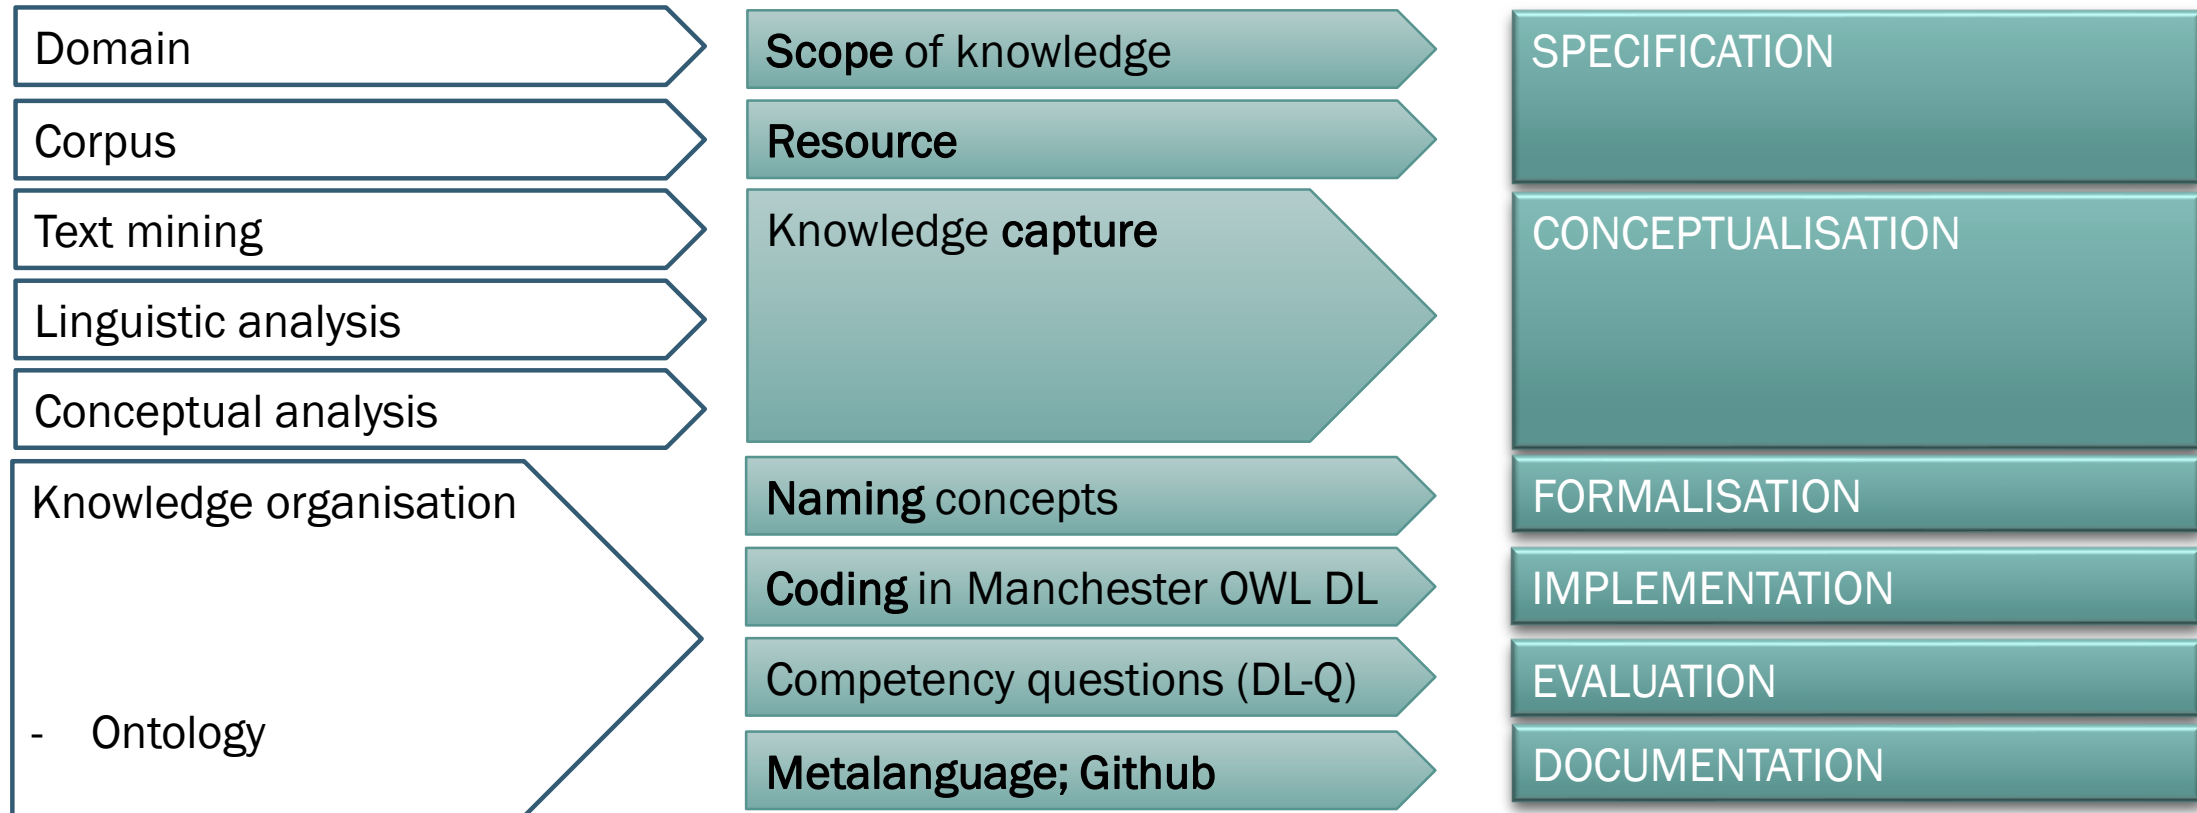 Domain
Corpus
Text mining
Linguistic analysis
Conceptual analysis
Knowledge organisation
- Ontology
Scope of knowledge
Resource
Knowledge capture
Naming concepts
Coding in Manchester OWL DL
Competency questions (DL-Q)
Metalanguage; Github
SPECIFICATION
CONCEPTUALISATION
FORMALISATION
IMPLEMENTATION
EVALUATION
DOCUMENTATION